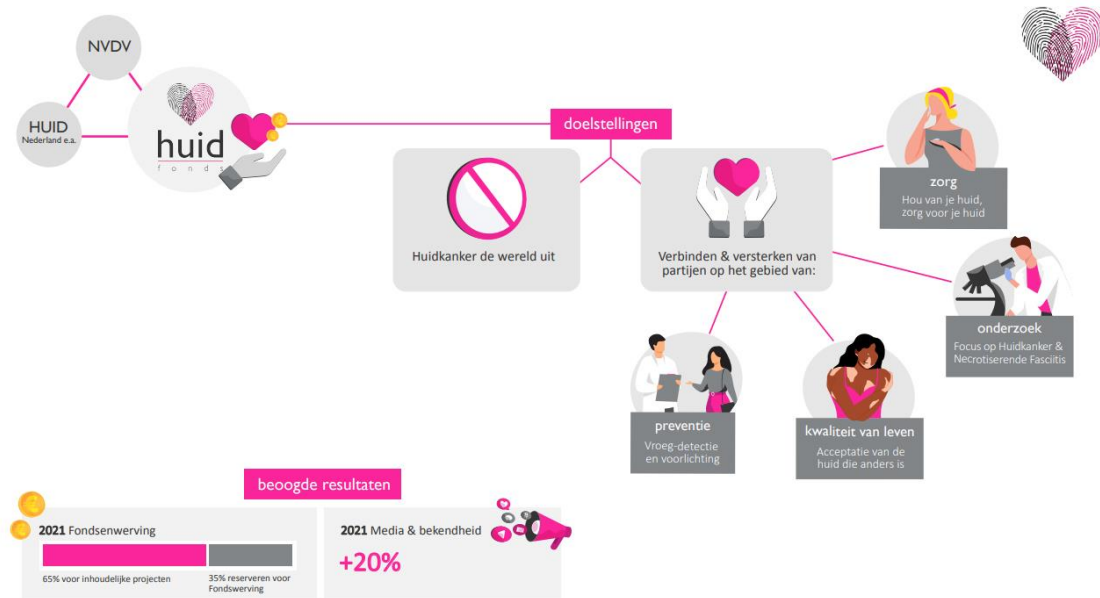 NVDV
HUID
Nederland e.a.
huid
fonds
doelstellingen
Huidkanker de wereld uit
Verbinden & versterken van
partijen op het gebied van:
zorg
Hou van je huid,
zorg voor je huid
onderzoek
Focus op Huidkanker &
Necrotiserende Fasciitis
preventie
Vroeg-detectie
en voorlichting
kwaliteit van leven
Acceptatie van de
huid die anders is
beoogde resultaten
2021 Fondsenwerving
65% voor inhoudelijke projecten
35% reserveren voor
Fondswerving
2021 Media & bekendheid
+20%